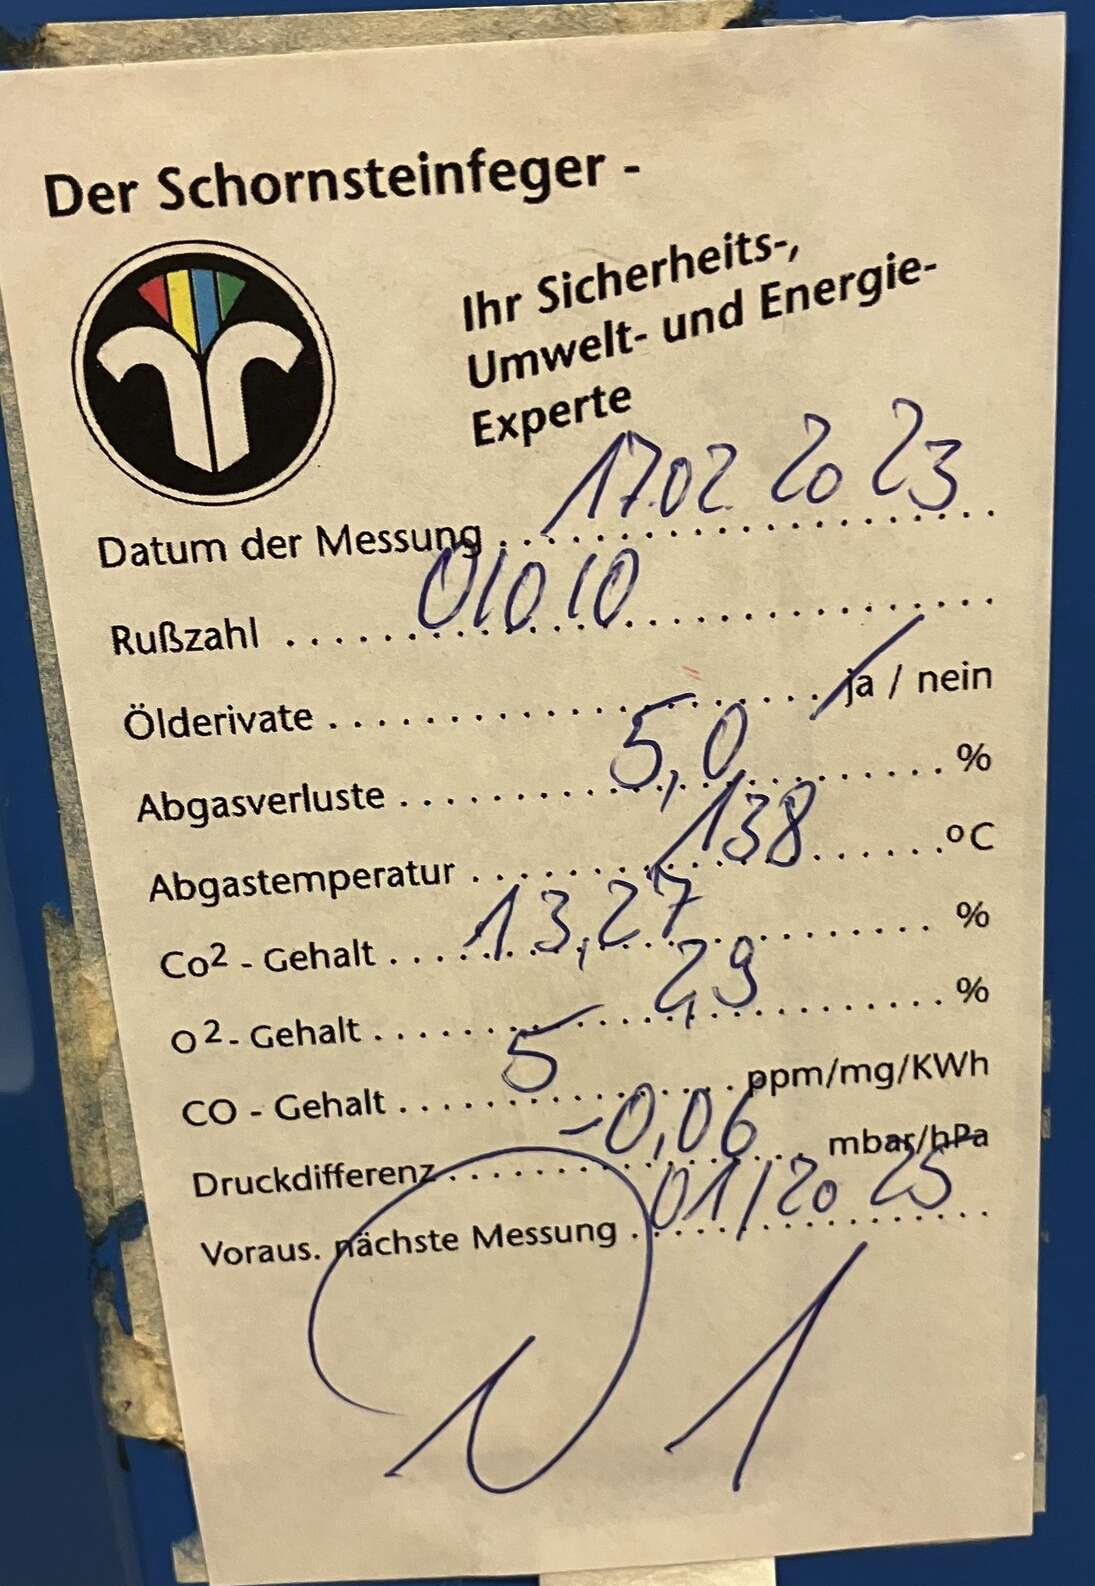 Der Schornsteinfeger -
Ihr Sicherheits-,
Umwelt- und Energie-
Experte
Datum der Messung 17.02 2023
Rußzahl 0/0/0
Ölderivate ja / nein
Abgasverluste 5,0 %
Abgastemperatur 138 °C
Co2 - Gehalt 13,27 %
O2 - Gehalt 2,9 %
CO - Gehalt 5 ppm/mg/KWh
Druckdifferenz -0,06 mbar/hPa
Voraus. nächste Messung 01/2025